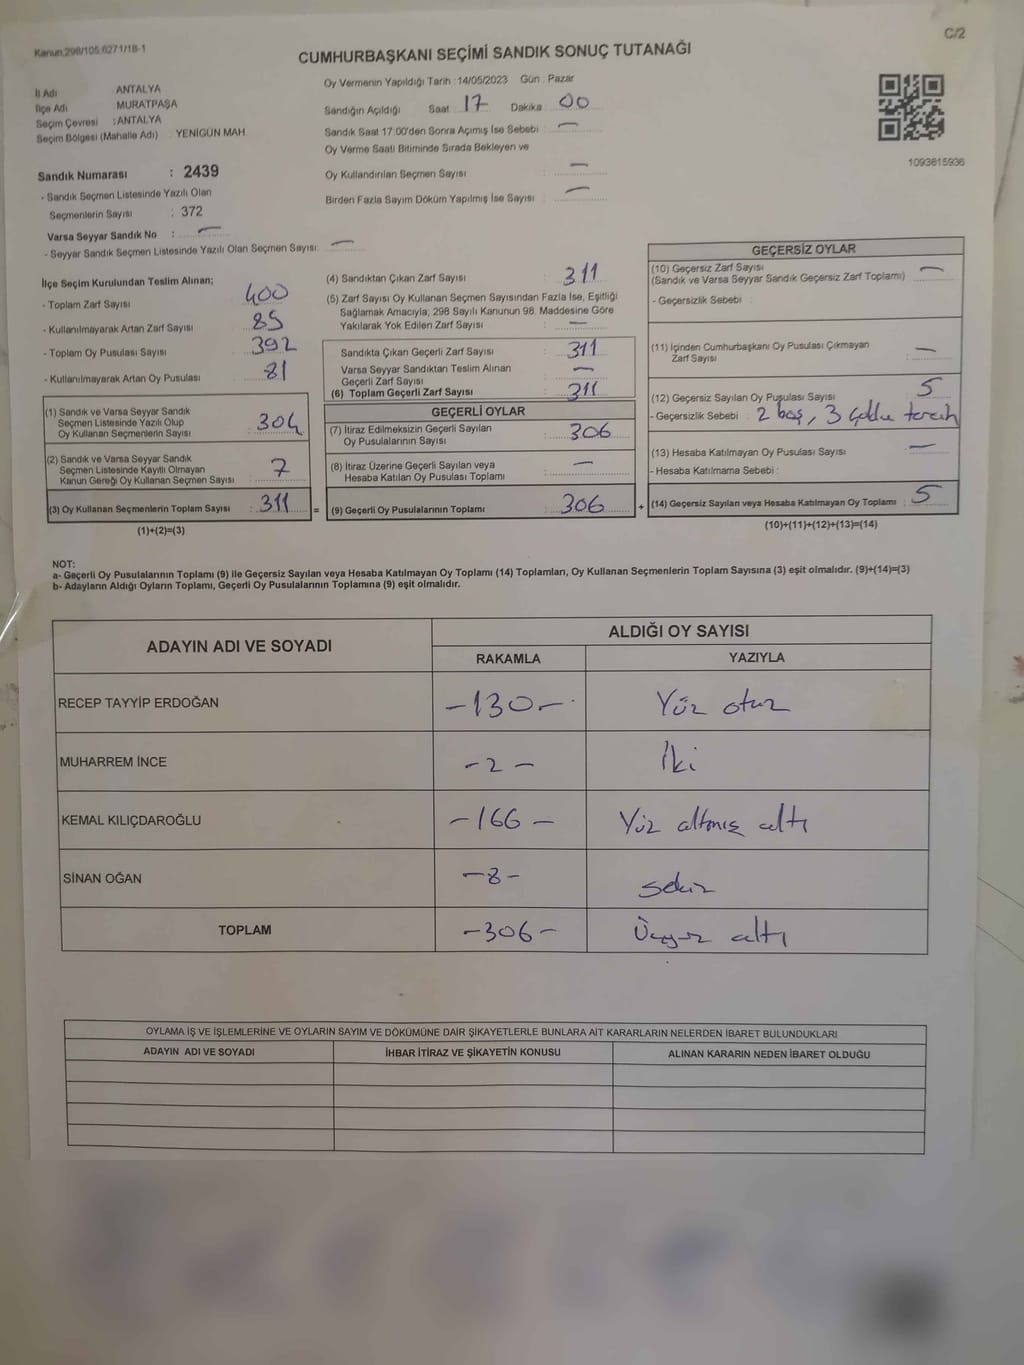 Kanun,298/105,6271/18-1
C/2
CUMHURBAŞKANI SEÇİMİ SANDIK SONUÇ TUTANAĞI
İl Adı ANTALYA
İlçe Adı MURATPAŞA
Seçim Çevresi : ANTALYA
Seçim Bölgesi (Mahalle Adı) : YENİGÜN MAH.
Sandık Numarası : 2439
- Sandık Seçmen Listesinde Yazılı Olan
Seçmenlerin Sayısı : 372
Varsa Seyyar Sandık No : —
- Seyyar Sandık Seçmen Listesinde Yazılı Olan Seçmen Sayısı: —
Oy Vermenin Yapıldığı Tarih : 14/05/2023 Gün : Pazar
Sandığın Açıldığı Saat 17 Dakika 00
Sandık Saat 17:00'den Sonra Açılmış İse Sebebi : —
Oy Verme Saati Bitiminde Sırada Bekleyen ve
Oy Kullandırılan Seçmen Sayısı : —
Birden Fazla Sayım Döküm Yapılmış İse Sayısı : —
1093815936
İlçe Seçim Kurulundan Teslim Alınan;
- Toplam Zarf Sayısı 400
- Kullanılmayarak Artan Zarf Sayısı 85
- Toplam Oy Pusulası Sayısı 392
- Kullanılmayarak Artan Oy Pusulası 81
(1) Sandık ve Varsa Seyyar Sandık
Seçmen Listesinde Yazılı Olup
Oy Kullanan Seçmenlerin Sayısı : 304
(2) Sandık ve Varsa Seyyar Sandık
Seçmen Listesinde Kayıtlı Olmayan
Kanun Gereği Oy Kullanan Seçmen Sayısı : 7
(3) Oy Kullanan Seçmenlerin Toplam Sayısı : 311 =
(1)+(2)=(3)
(4) Sandıktan Çıkan Zarf Sayısı : 311
(5) Zarf Sayısı Oy Kullanan Seçmen Sayısından Fazla İse, Eşitliği
Sağlamak Amacıyla; 298 Sayılı Kanunun 98. Maddesine Göre
Yakılarak Yok Edilen Zarf Sayısı : —
Sandıkta Çıkan Geçerli Zarf Sayısı : 311
Varsa Seyyar Sandıktan Teslim Alınan
Geçerli Zarf Sayısı : —
(6) Toplam Geçerli Zarf Sayısı : 311
GEÇERLİ OYLAR
(7) İtiraz Edilmeksizin Geçerli Sayılan
Oy Pusulalarının Sayısı : 306
(8) İtiraz Üzerine Geçerli Sayılan veya
Hesaba Katılan Oy Pusulası Toplamı : —
(9) Geçerli Oy Pusulalarının Toplamı : 306 +
GEÇERSİZ OYLAR
(10) Geçersiz Zarf Sayısı
(Sandık ve Varsa Seyyar Sandık Geçersiz Zarf Toplamı) : —
- Geçersizlik Sebebi :
(11) İçinden Cumhurbaşkanı Oy Pusulası Çıkmayan
Zarf Sayısı : —
(12) Geçersiz Sayılan Oy Pusulası Sayısı : 5
- Geçersizlik Sebebi : 2 boş, 3 çoklu tercih
(13) Hesaba Katılmayan Oy Pusulası Sayısı : —
- Hesaba Katılmama Sebebi :
(14) Geçersiz Sayılan veya Hesaba Katılmayan Oy Toplamı : 5
(10)+(11)+(12)+(13)=(14)
NOT:
a- Geçerli Oy Pusulalarının Toplamı (9) ile Geçersiz Sayılan veya Hesaba Katılmayan Oy Toplamı (14) Toplamları, Oy Kullanan Seçmenlerin Toplam Sayısına (3) eşit olmalıdır. (9)+(14)=(3)
b- Adayların Aldığı Oyların Toplamı, Geçerli Oy Pusulalarının Toplamına (9) eşit olmalıdır.
ADAYIN ADI VE SOYADI ALDIĞI OY SAYISI
RAKAMLA YAZIYLA
RECEP TAYYİP ERDOĞAN -130- Yüz otuz
MUHARREM İNCE -2- İki
KEMAL KILIÇDAROĞLU -166- Yüz altmış altı
SİNAN OĞAN -8- sekiz
TOPLAM -306- Üçyüz altı
OYLAMA İŞ VE İŞLEMLERİNE VE OYLARIN SAYIM VE DÖKÜMÜNE DAİR ŞİKAYETLERLE BUNLARA AİT KARARLARIN NELERDEN İBARET BULUNDUKLARI
ADAYIN ADI VE SOYADI İHBAR İTİRAZ VE ŞİKAYETİN KONUSU ALINAN KARARIN NEDEN İBARET OLDUĞU